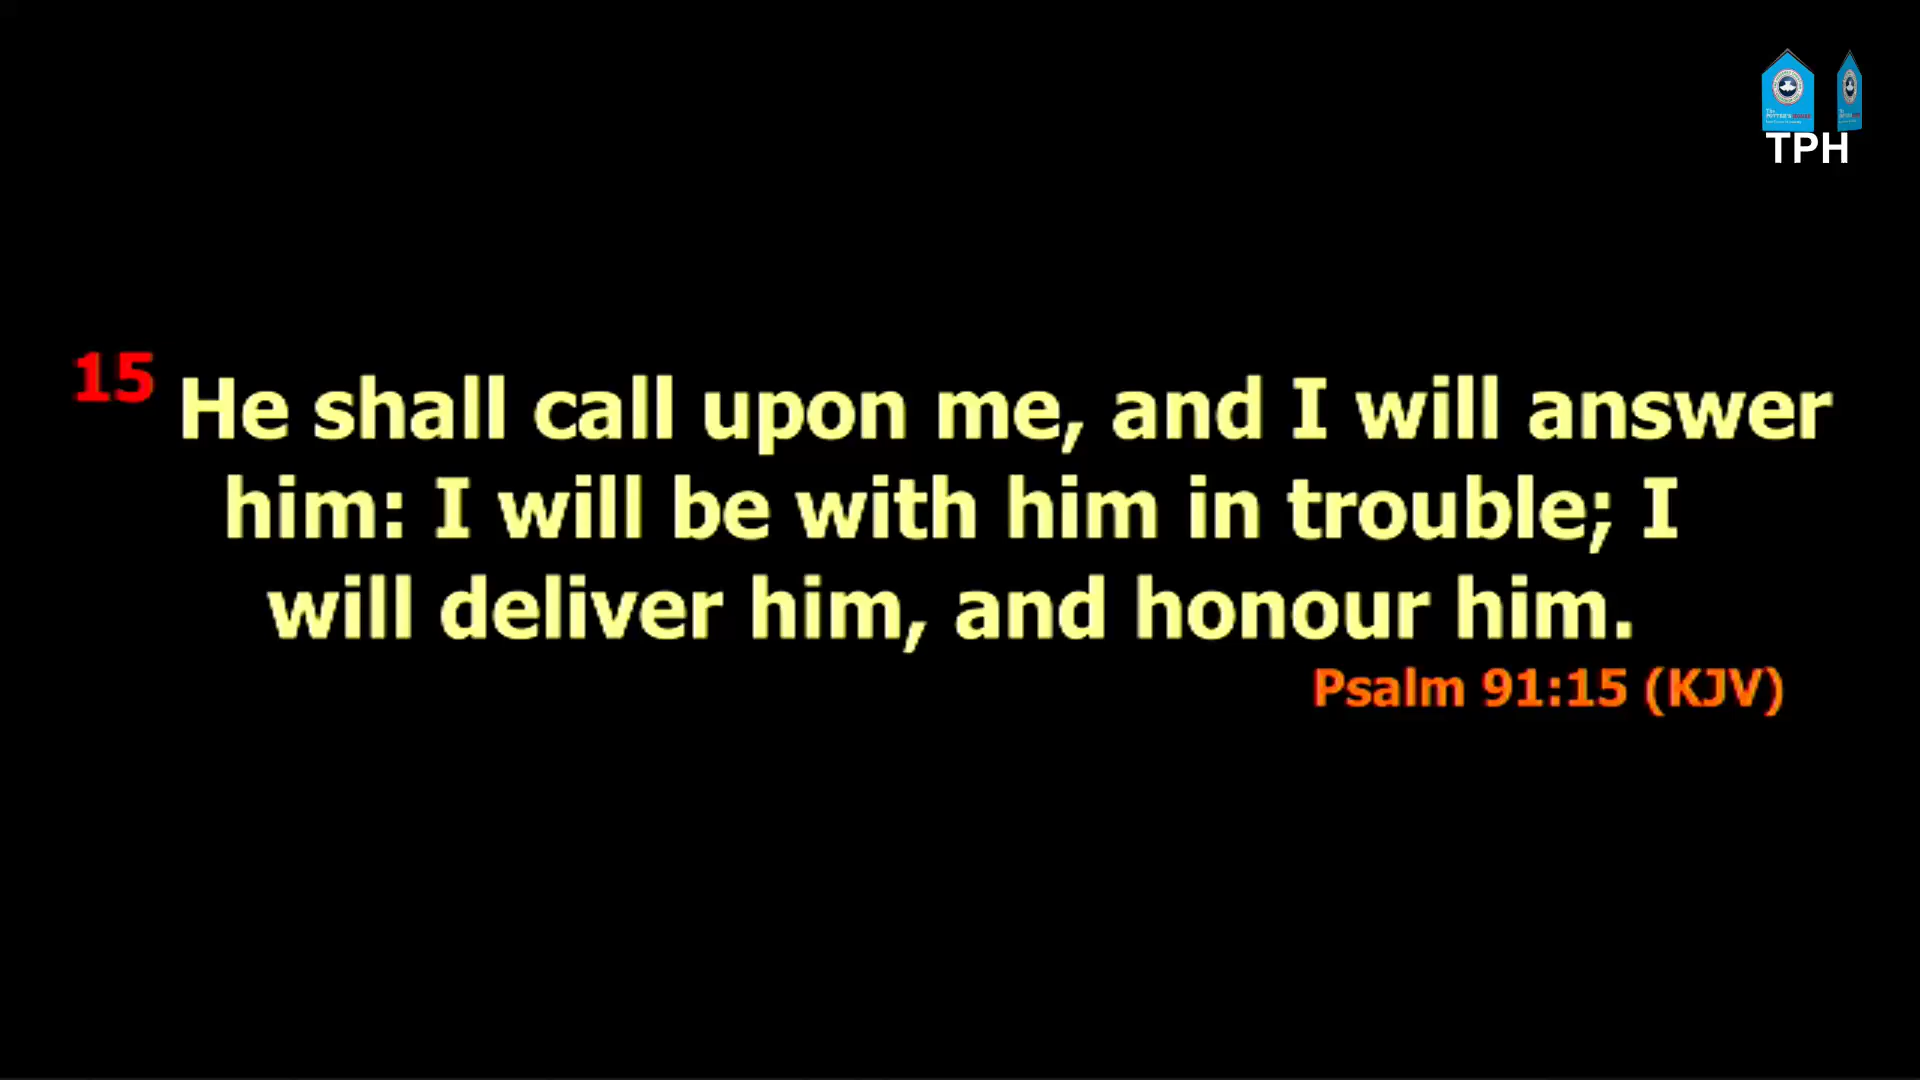 TPH
15 He shall call upon me, and I will answer
him: I will be with him in trouble; I
will deliver him, and honour him.
Psalm 91:15 (KJV)